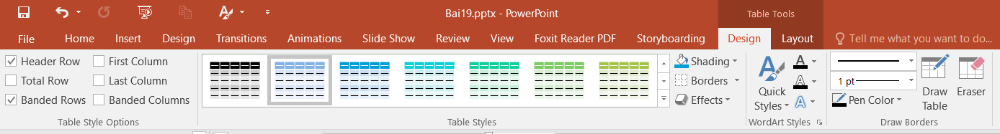 Bai19.pptx - PowerPoint
Table Tools
File Home Insert Design Transitions Animations Slide Show Review View Foxit Reader PDF Storyboarding Design Layout Tell me what you want to do...
Header Row First Column
Total Row Last Column
Banded Rows Banded Columns
Table Style Options
Table Styles
Shading
Borders
Effects
A
Quick
Styles
A
A
A
WordArt Styles
1 pt
Pen Color
Draw
Table
Eraser
Draw Borders